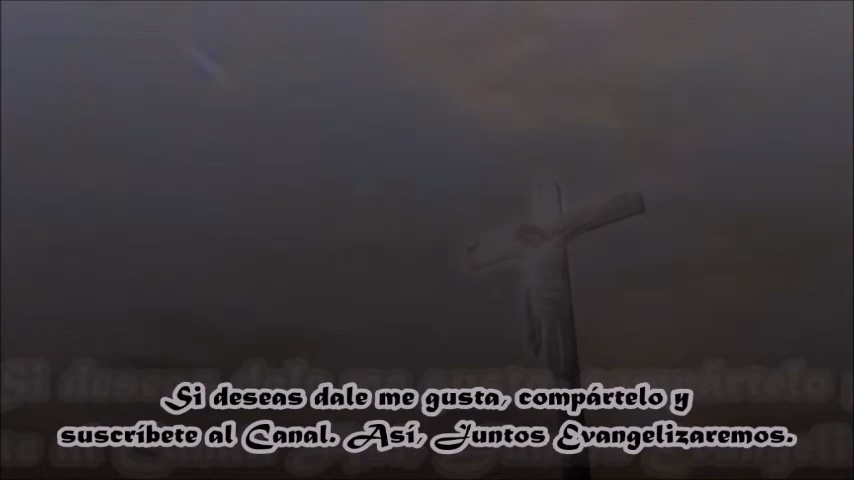 Si deseas dale me gusta, compártelo y
suscríbete al Canal. Así, Juntos Evangelizaremos.